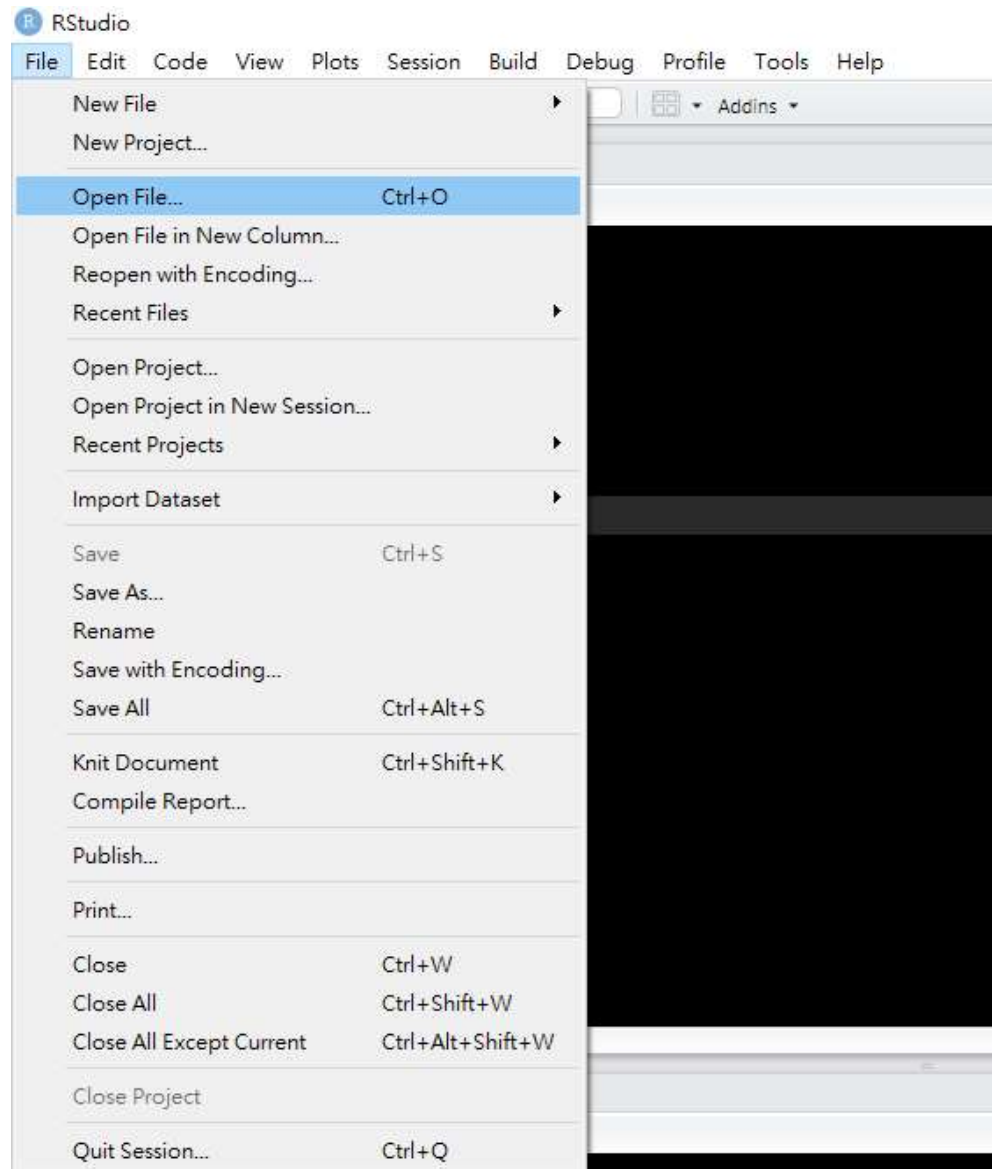 R RStudio
File Edit Code View Plots Session Build Debug Profile Tools Help
New File
Addins
New Project...
Open File... Ctrl+O
Open File in New Column...
Reopen with Encoding...
Recent Files
Open Project...
Open Project in New Session...
Recent Projects
Import Dataset
Save Ctrl+S
Save As...
Rename
Save with Encoding...
Save All Ctrl+Alt+S
Knit Document Ctrl+Shift+K
Compile Report...
Publish...
Print...
Close Ctrl+W
Close All Ctrl+Shift+W
Close All Except Current Ctrl+Alt+Shift+W
Close Project
Quit Session... Ctrl+Q